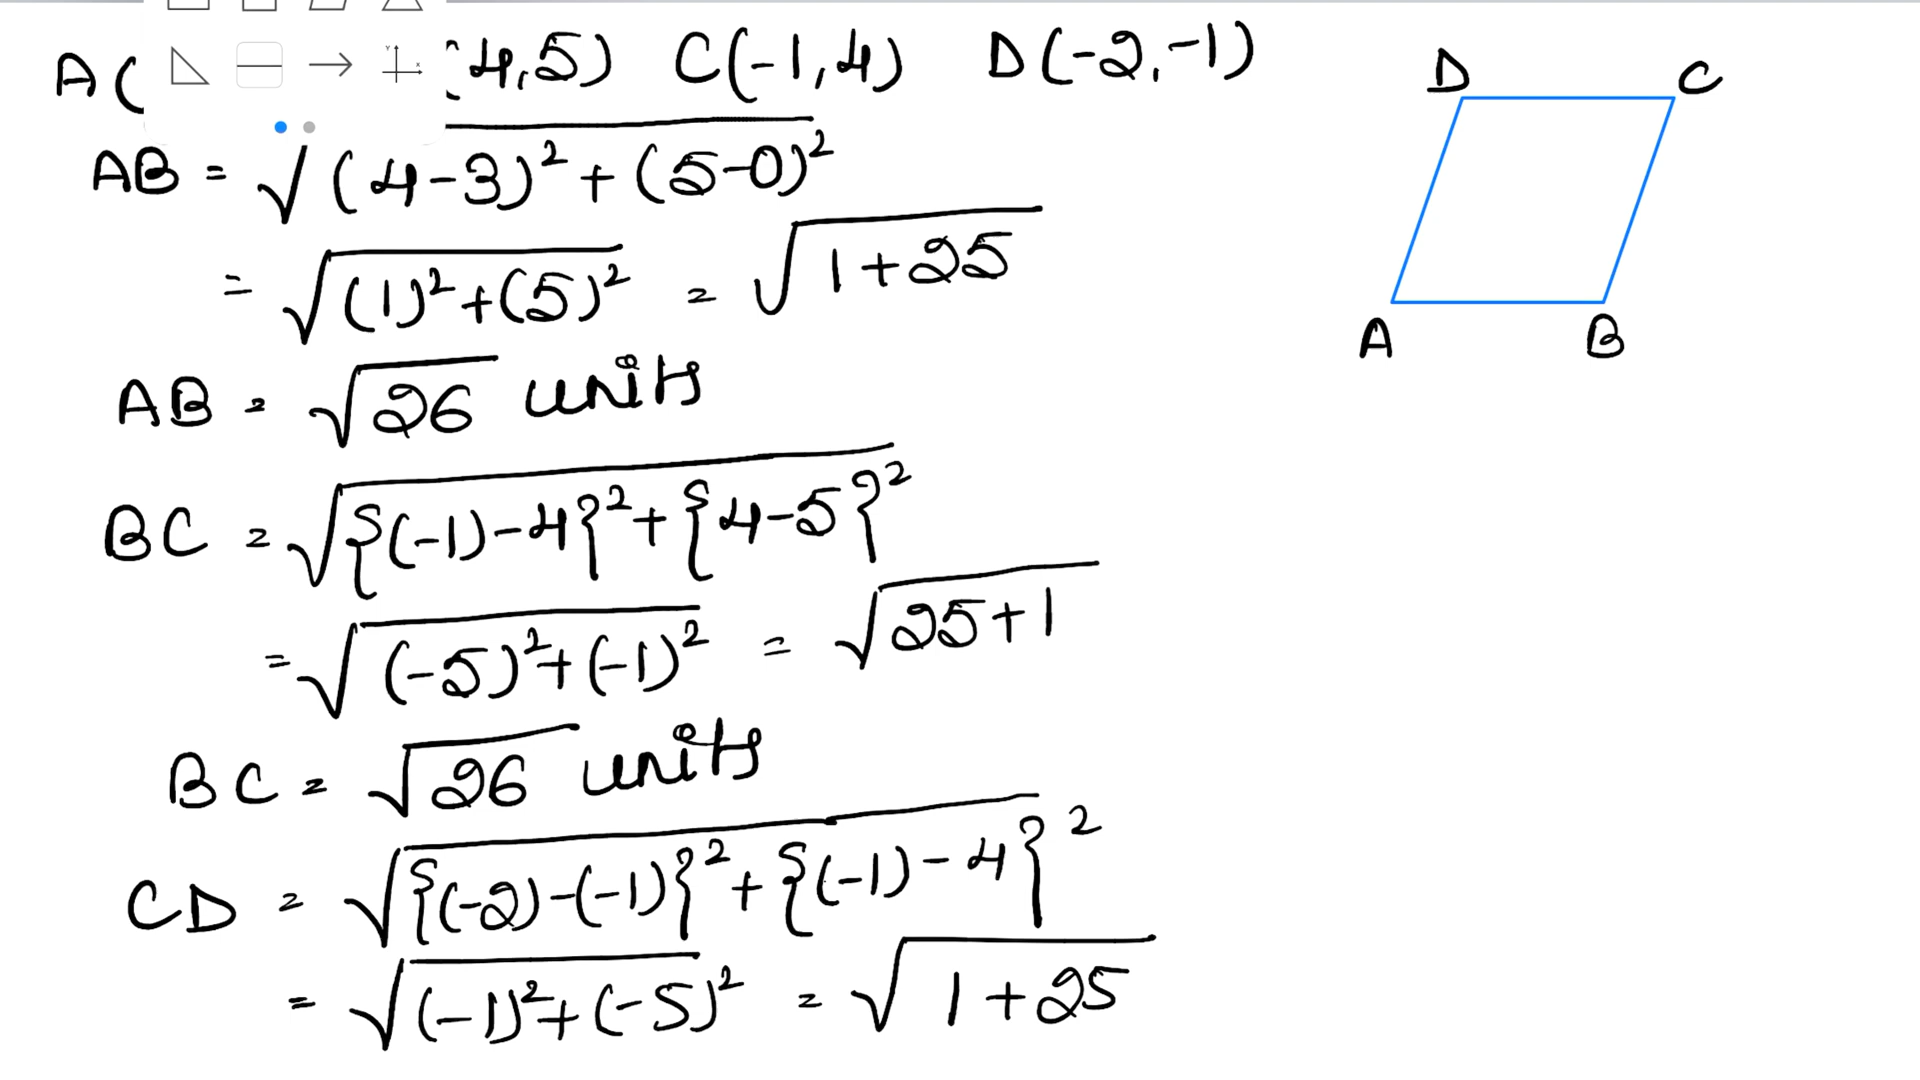 A( 4,5) C(-1,4) D(-2,-1)
D C
AB = √(4-3)² + (5-0)²
= √(1)² + (5)² = √1+25
A B
AB = √26 units
BC = √{(-1)-4}² + {4-5}²
= √(-5)² + (-1)² = √25+1
BC = √26 units
CD = √{(-2)-(-1)}² + {(-1)-4}²
= √(-1)² + (-5)² = √1+25